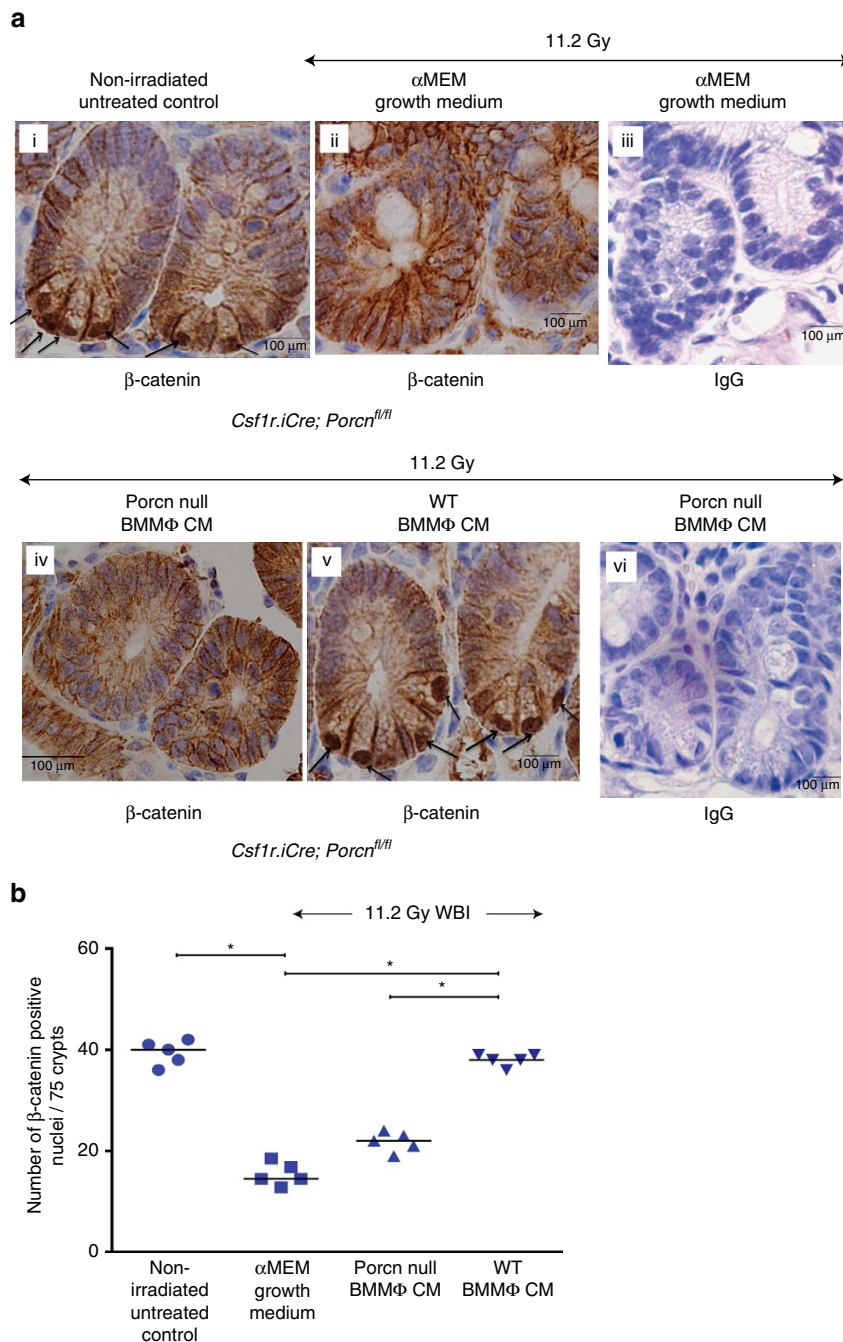 a
11.2 Gy
Non-irradiated
untreated control
αMEM
growth medium
αMEM
growth medium
i
ii
iii
100 μm
100 μm
100 μm
β-catenin
β-catenin
IgG
Csf1r.iCre; Porcn^fl/fl
11.2 Gy
Porcn null
BMMΦ CM
WT
BMMΦ CM
Porcn null
BMMΦ CM
iv
v
vi
100 μm
100 μm
100 μm
β-catenin
β-catenin
IgG
Csf1r.iCre; Porcn^fl/fl
b
11.2 Gy WBI
*
*
*
Number of β-catenin positive
nuclei / 75 crypts
60
40
20
0
Non-
irradiated
untreated
control
αMEM
growth
medium
Porcn null
BMMΦ CM
WT
BMMΦ CM